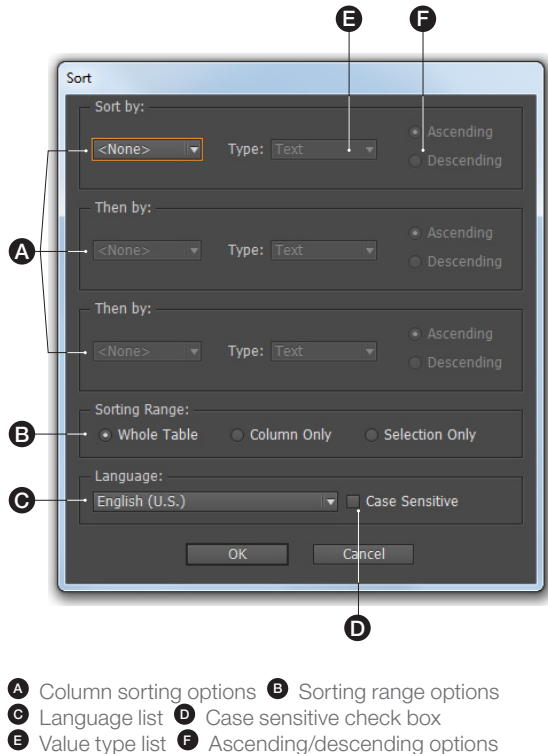 E F
Sort
Sort by:
<None> Type: Text Ascending
Descending
Then by:
A
<None> Type: Text Ascending
Descending
Then by:
<None> Type: Text Ascending
Descending
Sorting Range:
B Whole Table Column Only Selection Only
Language:
C English (U.S.) Case Sensitive
OK Cancel
D
A Column sorting options B Sorting range options
C Language list D Case sensitive check box
E Value type list F Ascending/descending options